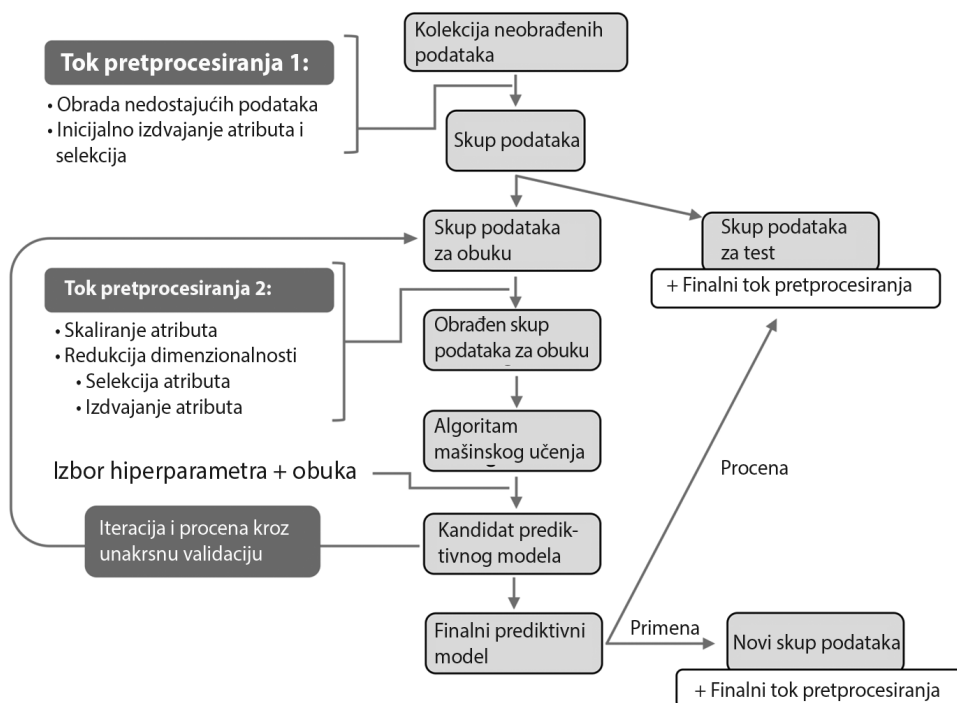 Kolekcija neobrađenih
podataka
Tok pretprocesiranja 1:
• Obrada nedostajućih podataka
• Inicijalno izdvajanje atributa i
selekcija
Skup podataka
Skup podataka
za obuku
Skup podataka
za test
+ Finalni tok pretprocesiranja
Tok pretprocesiranja 2:
• Skaliranje atributa
• Redukcija dimenzionalnosti
• Selekcija atributa
• Izdvajanje atributa
Obrađen skup
podataka za obuku
Algoritam
mašinskog učenja
Izbor hiperparametra + obuka
Procena
Iteracija i procena kroz
unakrsnu validaciju
Kandidat predik-
tivnog modela
Finalni prediktivni
model
Primena
Novi skup podataka
+ Finalni tok pretprocesiranja